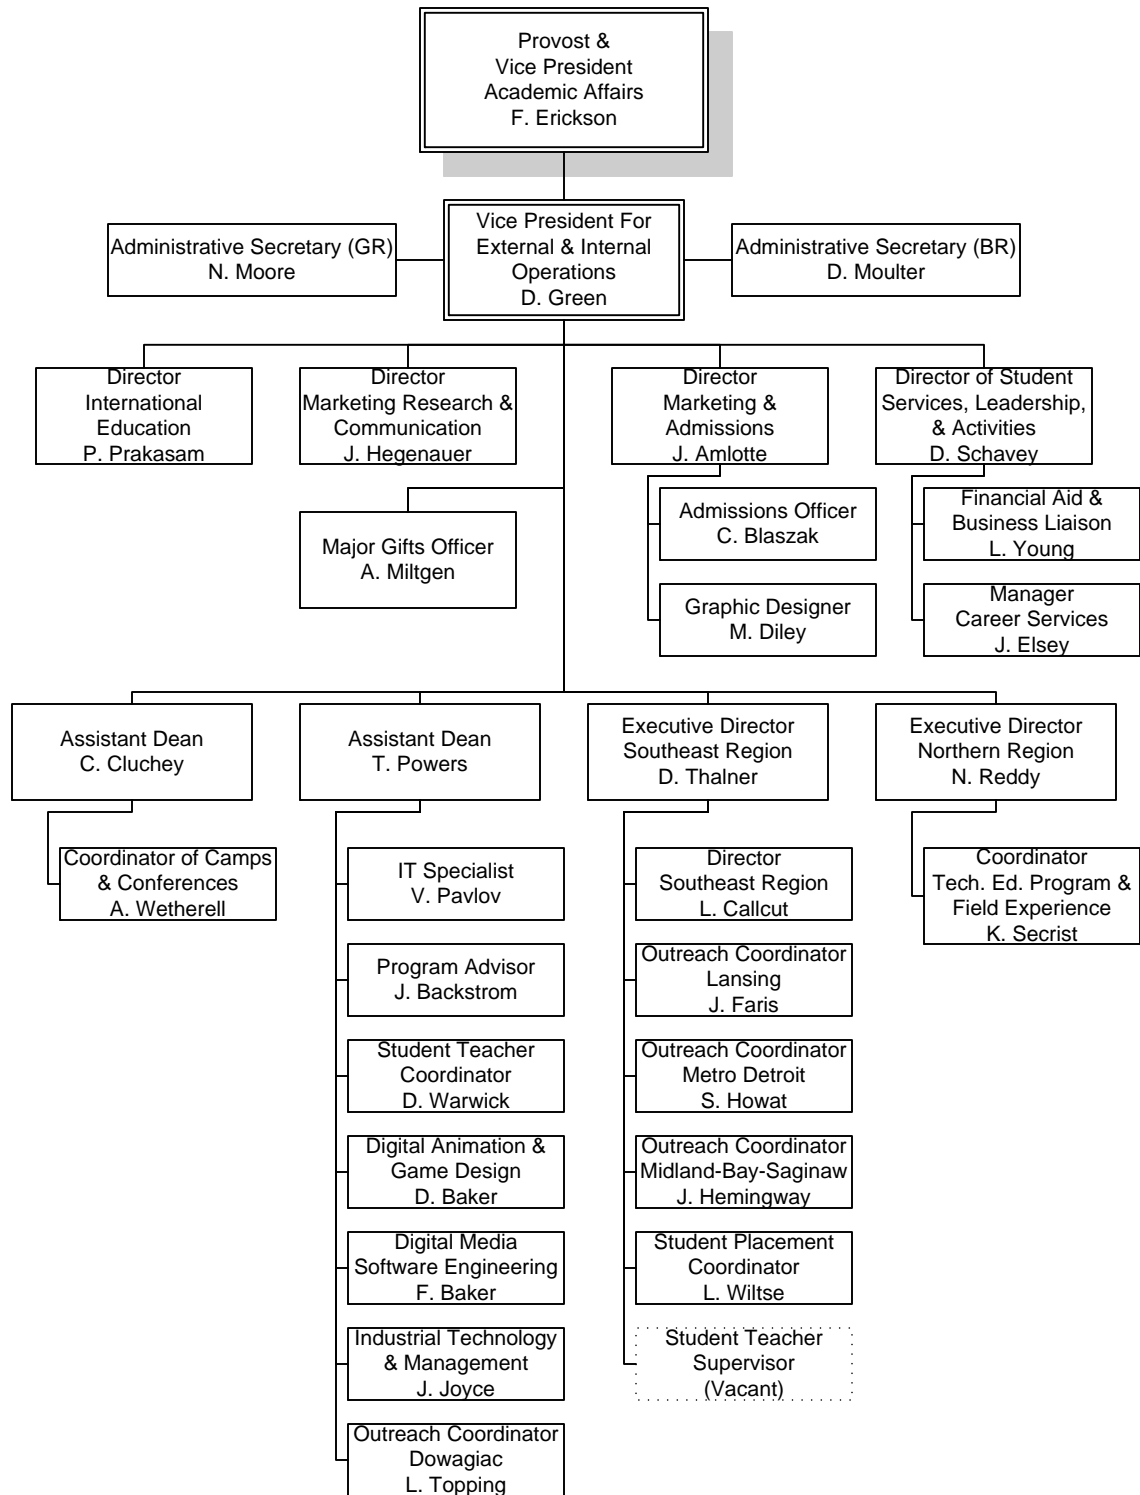 Provost &
Vice President
Academic Affairs
F. Erickson
Vice President For
External & Internal
Operations
D. Green
Administrative Secretary (GR)
N. Moore
Administrative Secretary (BR)
D. Moulter
Director
International
Education
P. Prakasam
Director
Marketing Research &
Communication
J. Hegenauer
Director
Marketing &
Admissions
J. Amlotte
Director of Student
Services, Leadership,
& Activities
D. Schavey
Major Gifts Officer
A. Miltgen
Admissions Officer
C. Blaszak
Graphic Designer
M. Diley
Financial Aid &
Business Liaison
L. Young
Manager
Career Services
J. Elsey
Assistant Dean
C. Cluchey
Assistant Dean
T. Powers
Executive Director
Southeast Region
D. Thalner
Executive Director
Northern Region
N. Reddy
Coordinator of Camps
& Conferences
A. Wetherell
IT Specialist
V. Pavlov
Program Advisor
J. Backstrom
Student Teacher
Coordinator
D. Warwick
Digital Animation &
Game Design
D. Baker
Digital Media
Software Engineering
F. Baker
Industrial Technology
& Management
J. Joyce
Outreach Coordinator
Dowagiac
L. Topping
Director
Southeast Region
L. Callcut
Outreach Coordinator
Lansing
J. Faris
Outreach Coordinator
Metro Detroit
S. Howat
Outreach Coordinator
Midland-Bay-Saginaw
J. Hemingway
Student Placement
Coordinator
L. Wiltse
Student Teacher
Supervisor
(Vacant)
Coordinator
Tech. Ed. Program &
Field Experience
K. Secrist